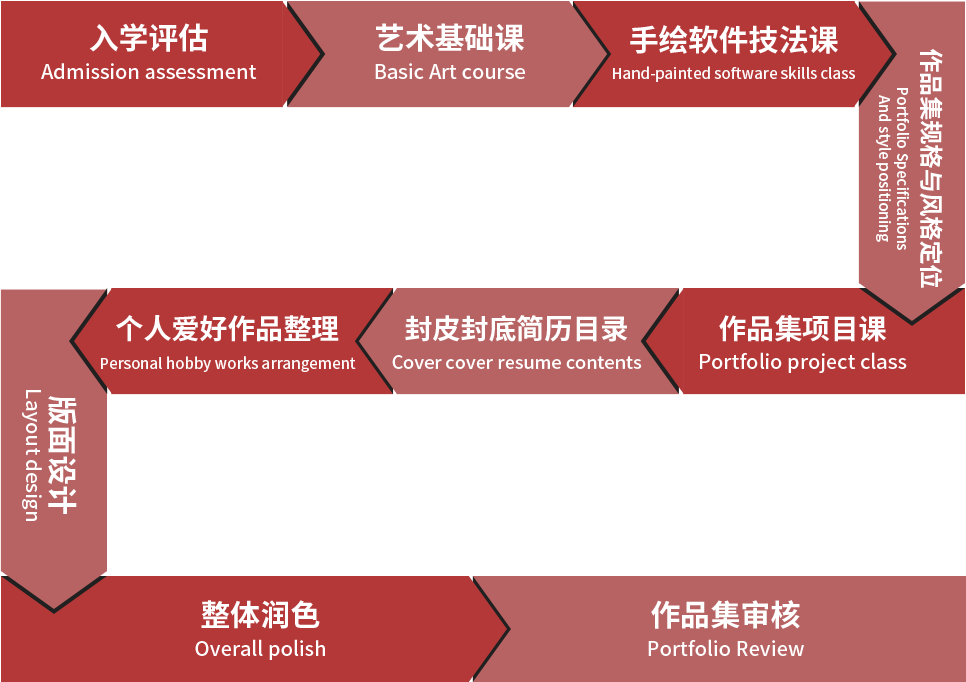 入学评估
Admission assessment
艺术基础课
Basic Art course
手绘软件技法课
Hand-painted software skills class
作品集规格与风格定位
Portfolio Specifications
And style positioning
作品集项目课
Portfolio project class
封皮封底简历目录
Cover cover resume contents
个人爱好作品整理
Personal hobby works arrangement
版面设计
Layout design
整体润色
Overall polish
作品集审核
Portfolio Review